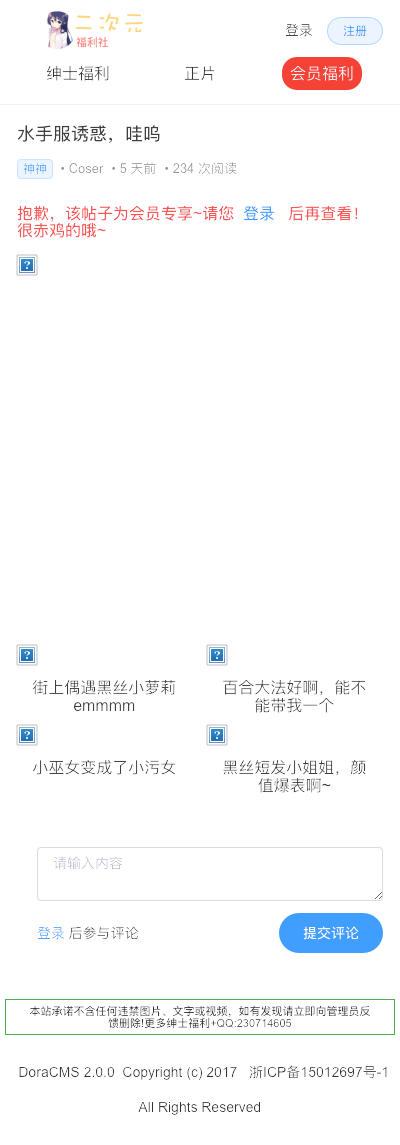 二次元
福利社
登录
注册
绅士福利
正片
会员福利
水手服诱惑，哇呜
神神 • Coser • 5 天前 • 234 次阅读
抱歉，该帖子为会员专享~请您 登录 后再查看！
很赤鸡的哦~
街上偶遇黑丝小萝莉
emmmm
百合大法好啊，能不
能带我一个
小巫女变成了小污女
黑丝短发小姐姐，颜
值爆表啊~
请输入内容
登录 后参与评论
提交评论
本站承诺不含任何违禁图片、文字或视频，如有发现请立即向管理员反
馈删除!更多绅士福利+QQ:230714605
DoraCMS 2.0.0 Copyright (c) 2017 浙ICP备15012697号-1
All Rights Reserved